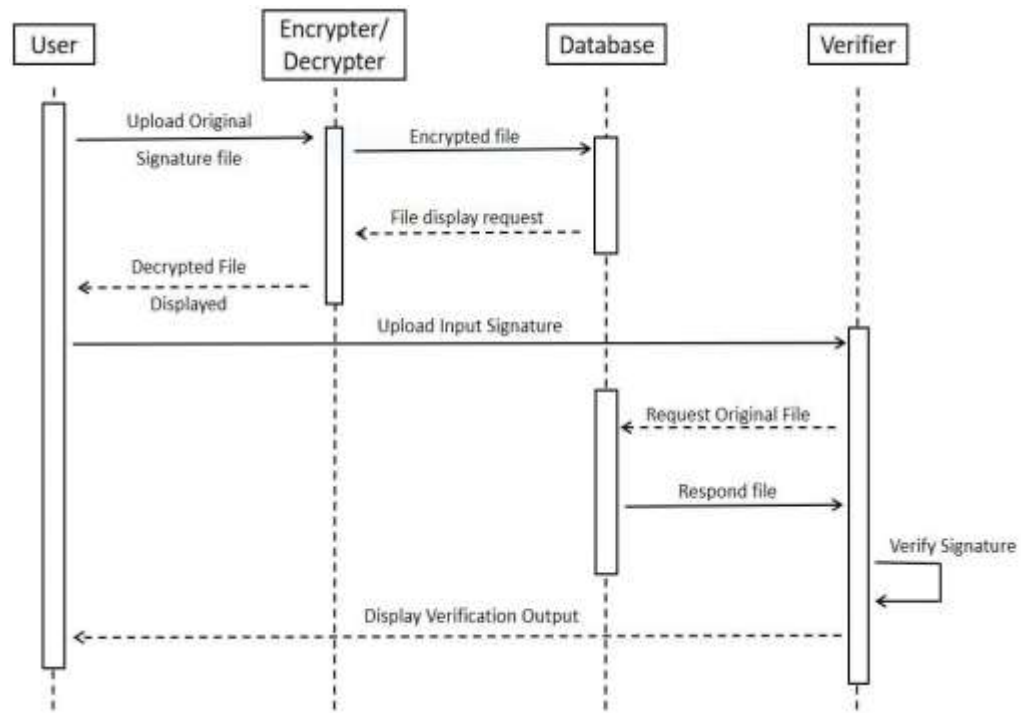 User
Encrypter/
Decrypter
Database
Verifier
Upload Original
Signature file
Encrypted file
File display request
Decrypted File
Displayed
Upload Input Signature
Request Original File
Respond file
Verify Signature
Display Verification Output